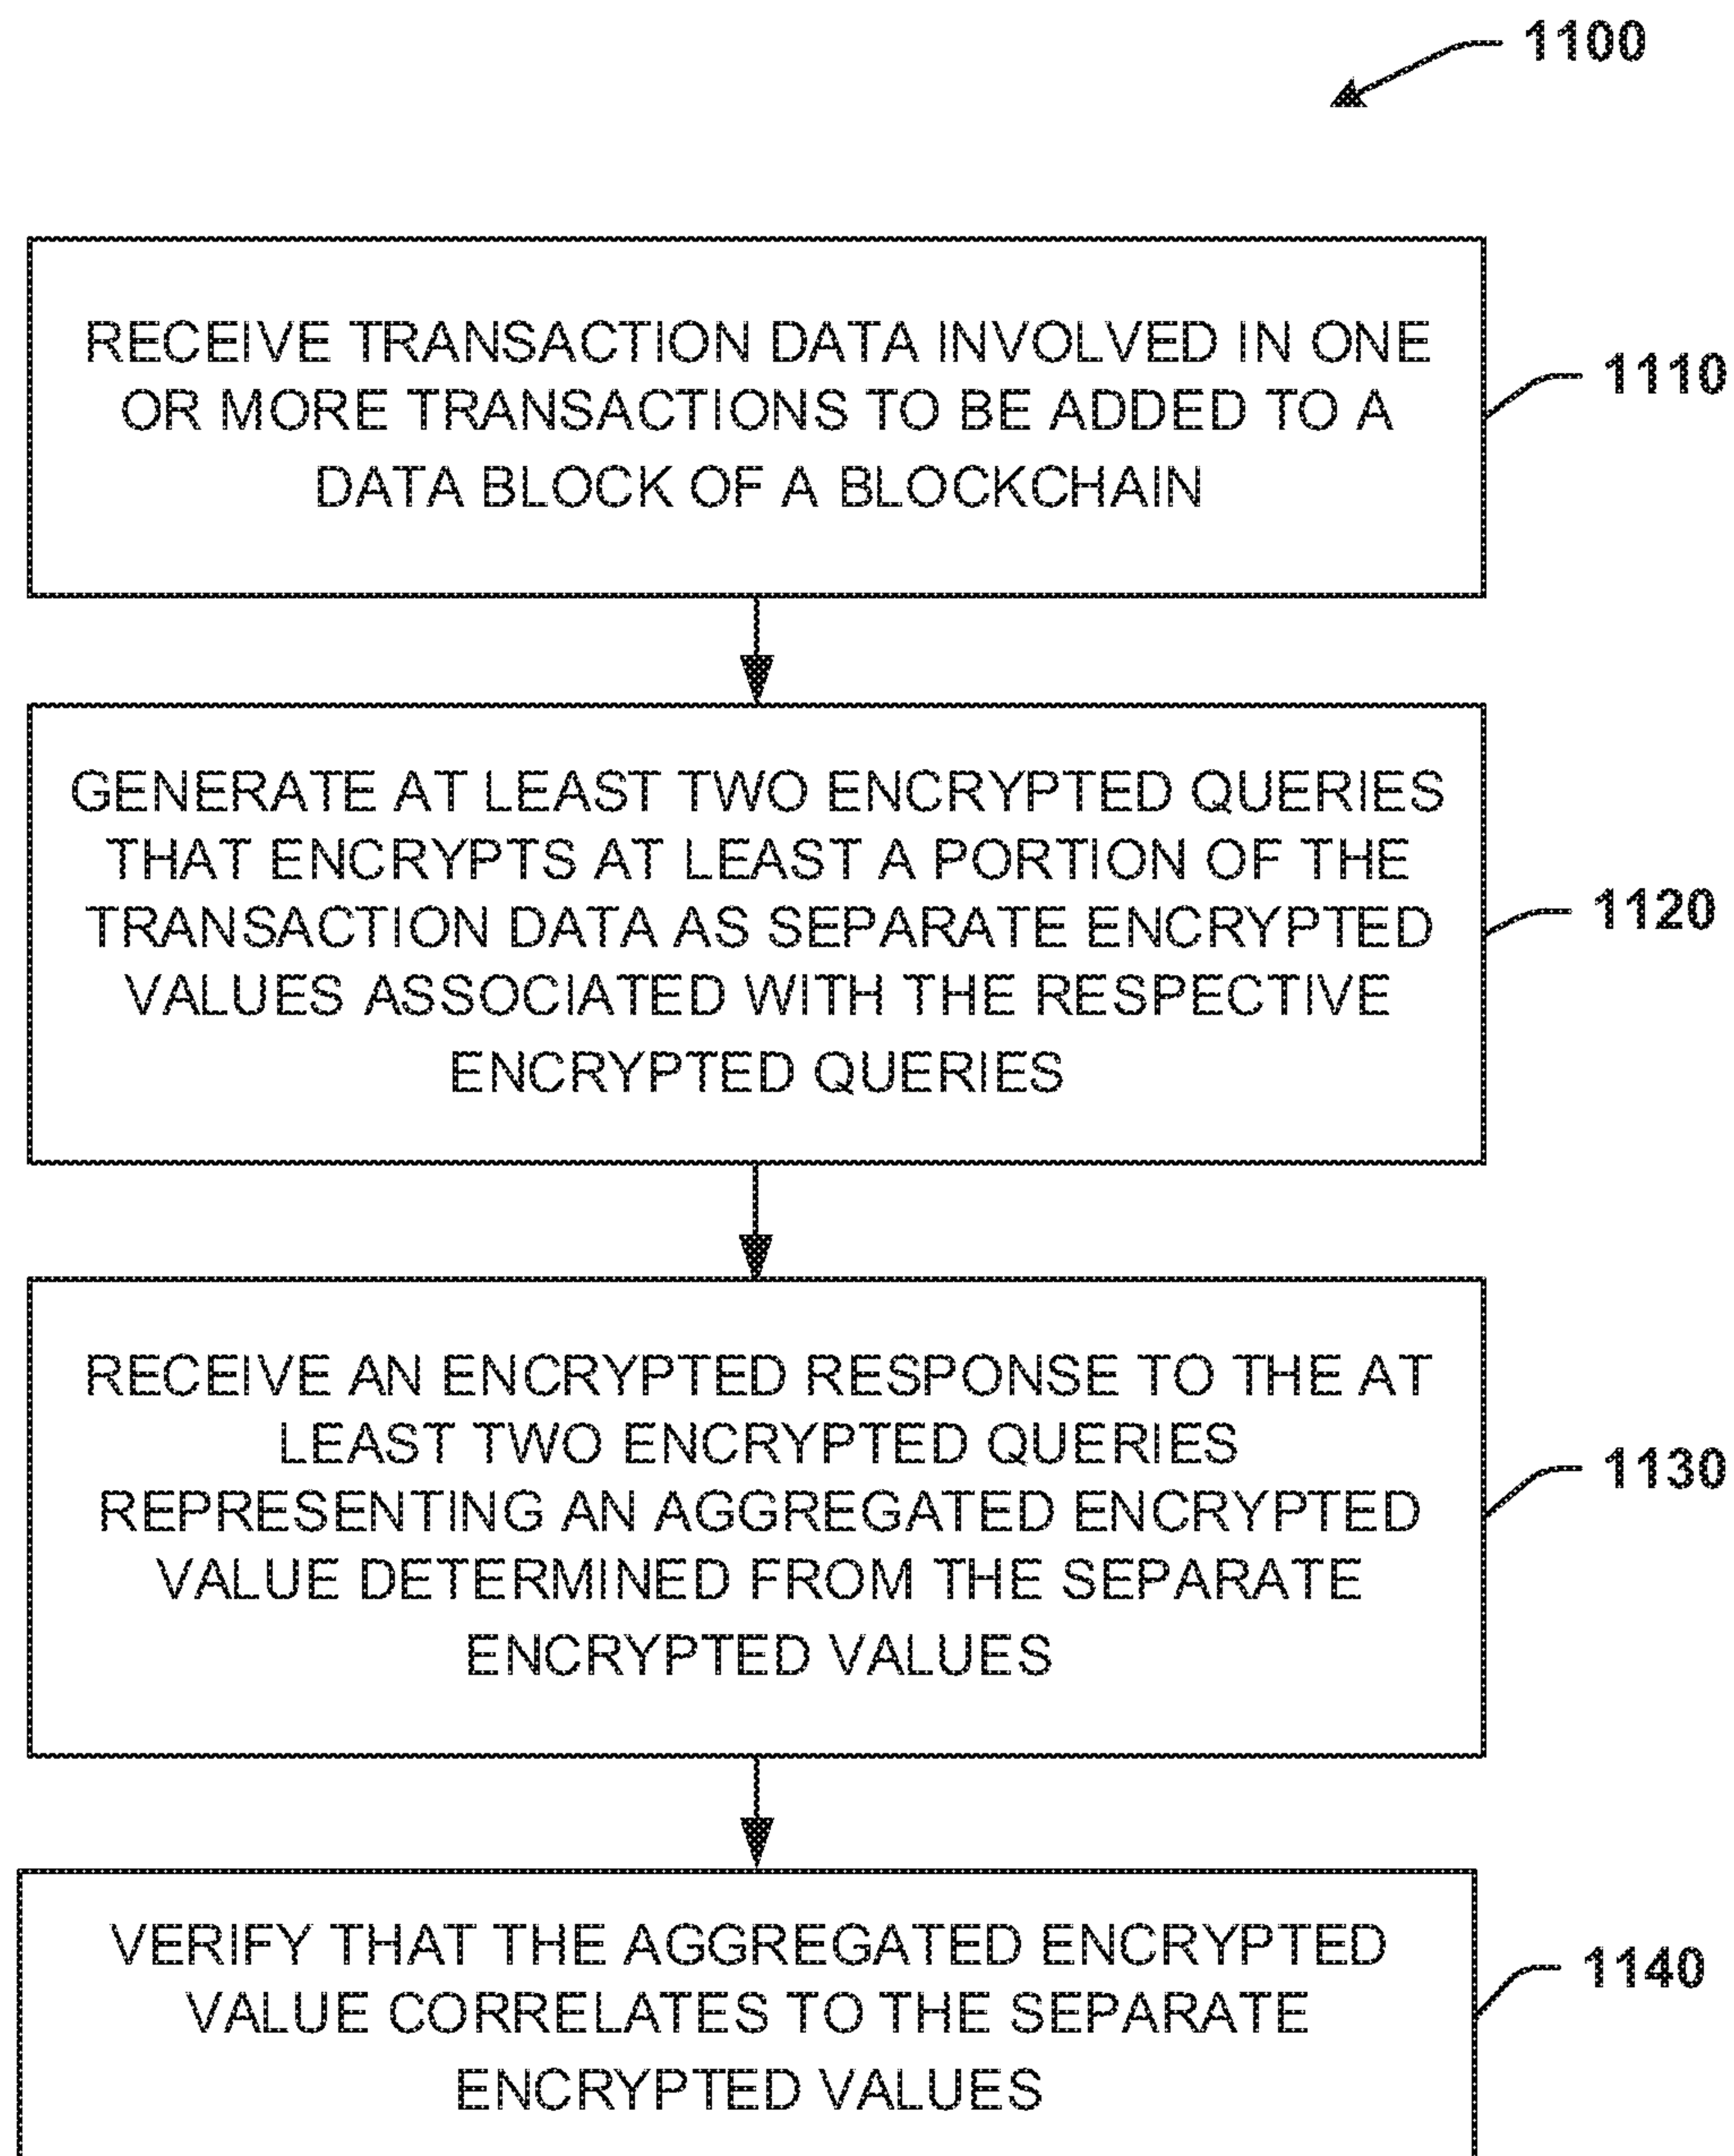 1100
RECEIVE TRANSACTION DATA INVOLVED IN ONE
OR MORE TRANSACTIONS TO BE ADDED TO A
DATA BLOCK OF A BLOCKCHAIN
1110
GENERATE AT LEAST TWO ENCRYPTED QUERIES
THAT ENCRYPTS AT LEAST A PORTION OF THE
TRANSACTION DATA AS SEPARATE ENCRYPTED
VALUES ASSOCIATED WITH THE RESPECTIVE
ENCRYPTED QUERIES
1120
RECEIVE AN ENCRYPTED RESPONSE TO THE AT
LEAST TWO ENCRYPTED QUERIES
REPRESENTING AN AGGREGATED ENCRYPTED
VALUE DETERMINED FROM THE SEPARATE
ENCRYPTED VALUES
1130
VERIFY THAT THE AGGREGATED ENCRYPTED
VALUE CORRELATES TO THE SEPARATE
ENCRYPTED VALUES
1140